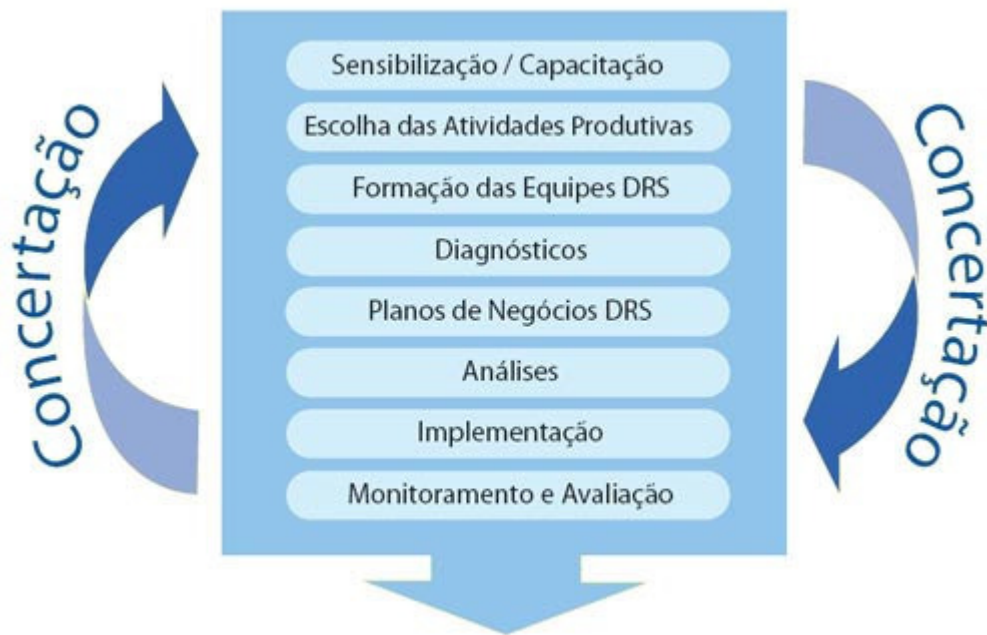 Concertação
Sensibilização / Capacitação
Escolha das Atividades Produtivas
Formação das Equipes DRS
Diagnósticos
Planos de Negócios DRS
Análises
Implementação
Monitoramento e Avaliação
Concertação